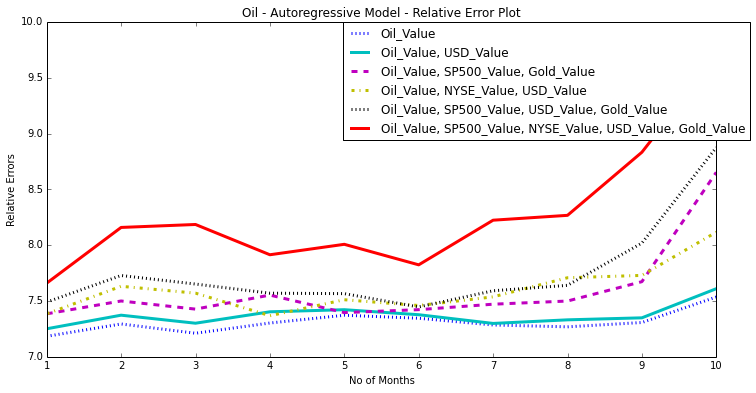 Oil - Autoregressive Model - Relative Error Plot
10.0
9.5
9.0
8.5
8.0
7.5
7.0
Relative Errors
Oil_Value
Oil_Value, USD_Value
Oil_Value, SP500_Value, Gold_Value
Oil_Value, NYSE_Value, USD_Value
Oil_Value, SP500_Value, USD_Value, Gold_Value
Oil_Value, SP500_Value, NYSE_Value, USD_Value, Gold_Value
1 2 3 4 5 6 7 8 9 10
No of Months